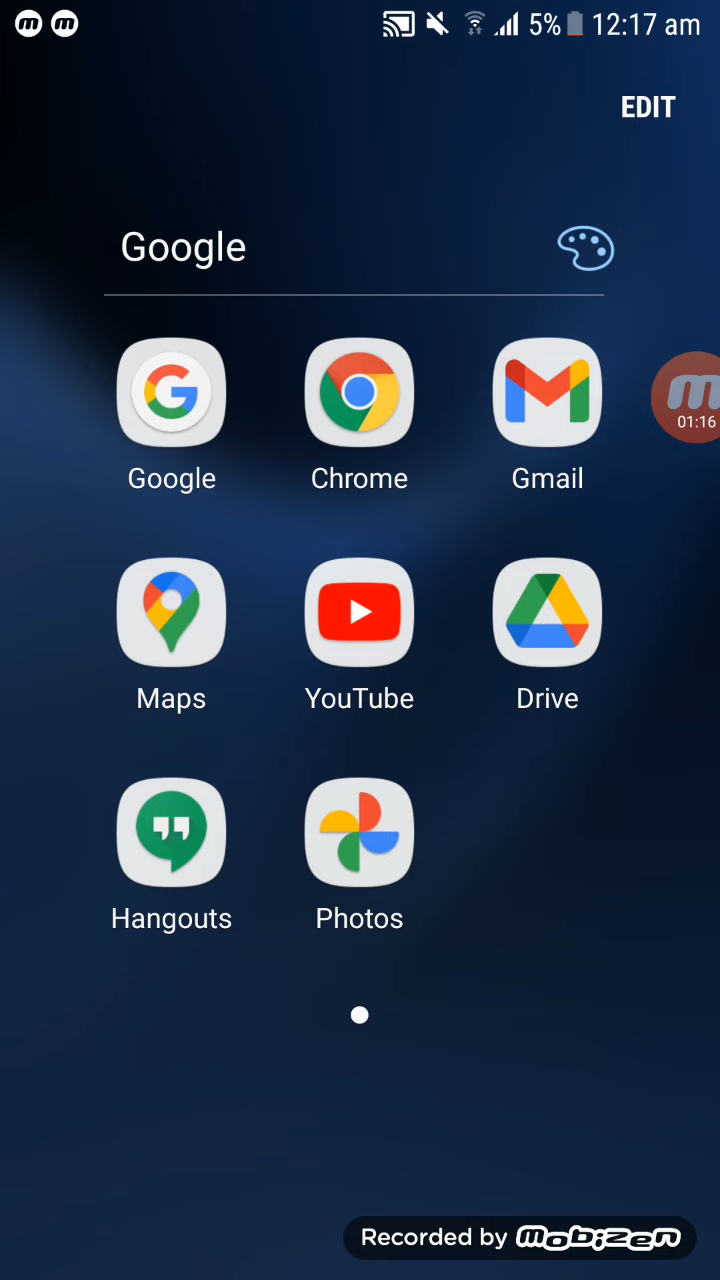 m m 5% 12:17 am
EDIT
Google
Google Chrome Gmail
m
01:16
Maps YouTube Drive
Hangouts Photos
Recorded by mobizen